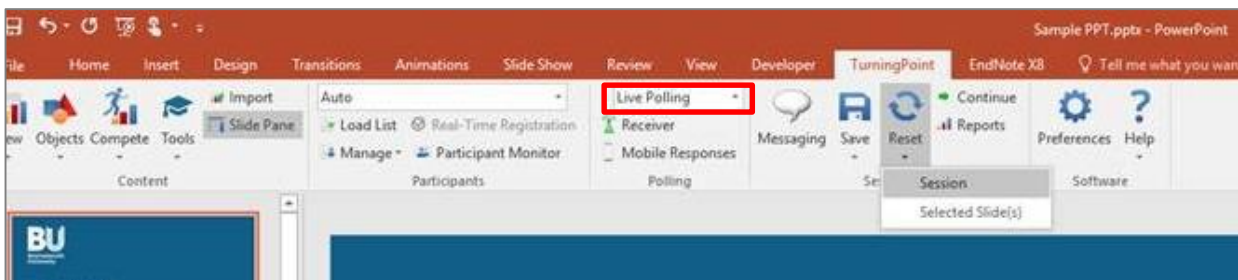 Sample PPT.pptx - PowerPoint
File Home Insert Design Transitions Animations Slide Show Review View Developer TurningPoint EndNote X8 Tell me what you wan
Import Auto Live Polling Continue
Slide Pane Load List Real-Time Registration Receiver Reports
Objects Compete Tools Manage Participant Monitor Mobile Responses Messaging Save Reset Preferences Help
Content Participants Polling Se Software
Session
Selected Slide(s)
BU